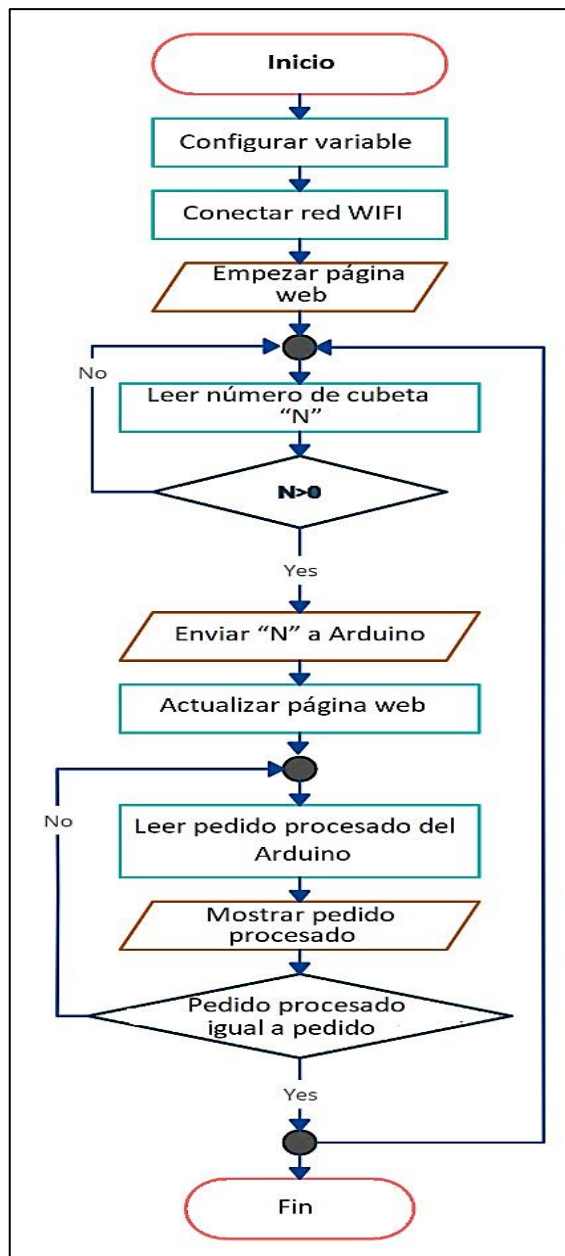 Inicio
Configurar variable
Conectar red WIFI
Empezar página
web
No
Leer número de cubeta
“N”
N>0
Yes
Enviar “N” a Arduino
Actualizar página web
No
Leer pedido procesado del
Arduino
Mostrar pedido
procesado
Pedido procesado
igual a pedido
Yes
Fin